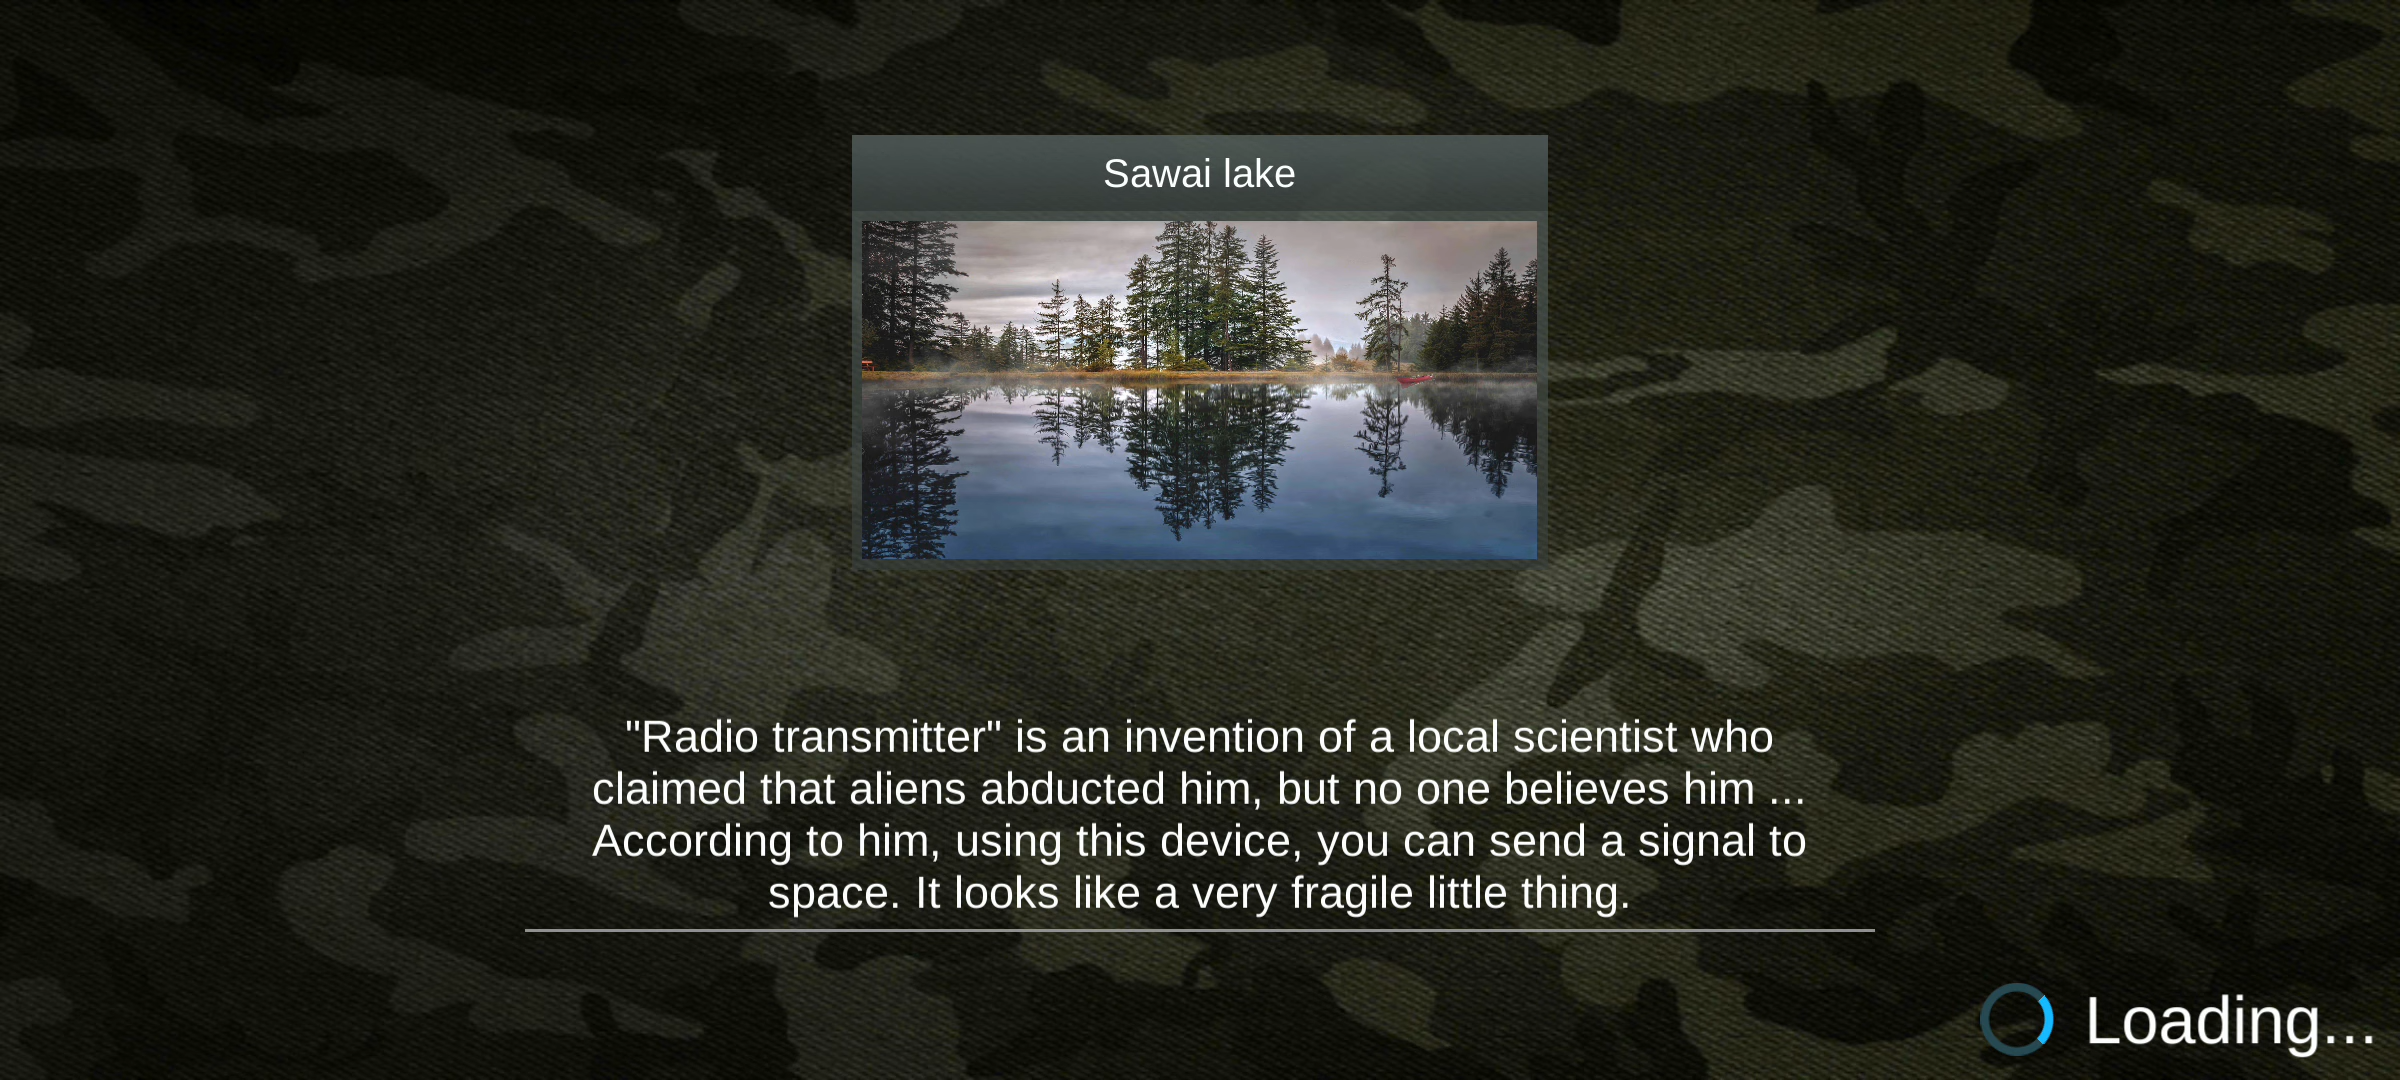 Sawai lake
"Radio transmitter" is an invention of a local scientist who
claimed that aliens abducted him, but no one believes him ...
According to him, using this device, you can send a signal to
space. It looks like a very fragile little thing.
Loading...